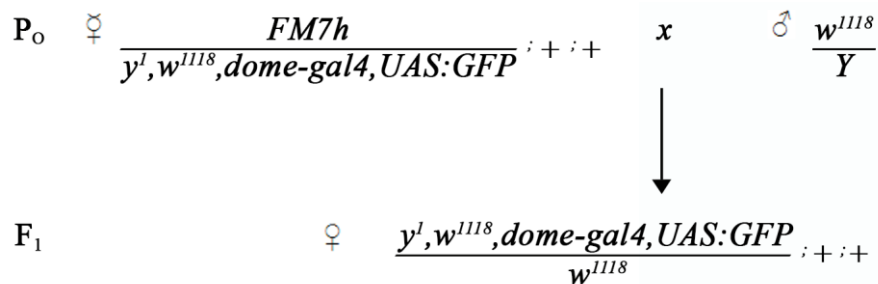 P₀ ☿ FM7h x ♂ w¹¹¹⁸
y¹,w¹¹¹⁸,dome-gal4,UAS:GFP ; + ; + Y
F₁ ♀ y¹,w¹¹¹⁸,dome-gal4,UAS:GFP ; + ; +
w¹¹¹⁸